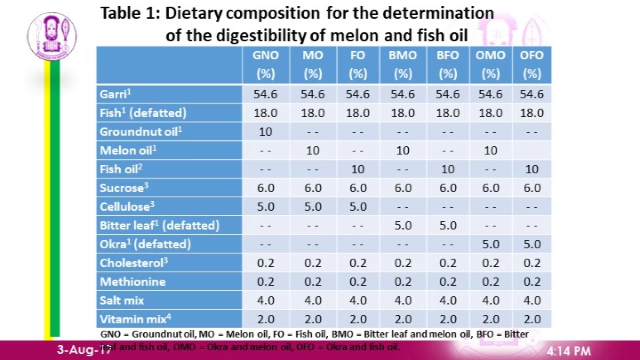 Table 1: Dietary composition for the determination
of the digestibility of melon and fish oil
GNO (%) MO (%) FO (%) BMO (%) BFO (%) OMO (%) OFO (%)
Garri¹ 54.6 54.6 54.6 54.6 54.6 54.6 54.6
Fish¹ (defatted) 18.0 18.0 18.0 18.0 18.0 18.0 18.0
Groundnut oil¹ 10 -- -- -- -- -- --
Melon oil¹ -- 10 -- 10 -- 10
Fish oil² -- -- 10 -- 10 -- 10
Sucrose³ 6.0 6.0 6.0 6.0 6.0 6.0 6.0
Cellulose³ 5.0 5.0 5.0 -- -- -- --
Bitter leaf¹ (defatted) -- -- -- 5.0 5.0 -- --
Okra¹ (defatted) -- -- -- -- -- 5.0 5.0
Cholesterol³ 0.2 0.2 0.2 0.2 0.2 0.2 0.2
Methionine 0.2 0.2 0.2 0.2 0.2 0.2 0.2
Salt mix 4.0 4.0 4.0 4.0 4.0 4.0 4.0
Vitamin mix⁴ 2.0 2.0 2.0 2.0 2.0 2.0 2.0
GNO = Groundnut oil, MO = Melon oil, FO = Fish oil, BMO = Bitter leaf and melon oil, BFO = Bitter
leaf and fish oil, OMO = Okra and melon oil, OFO = Okra and fish oil.
3-Aug-17
4:14 PM